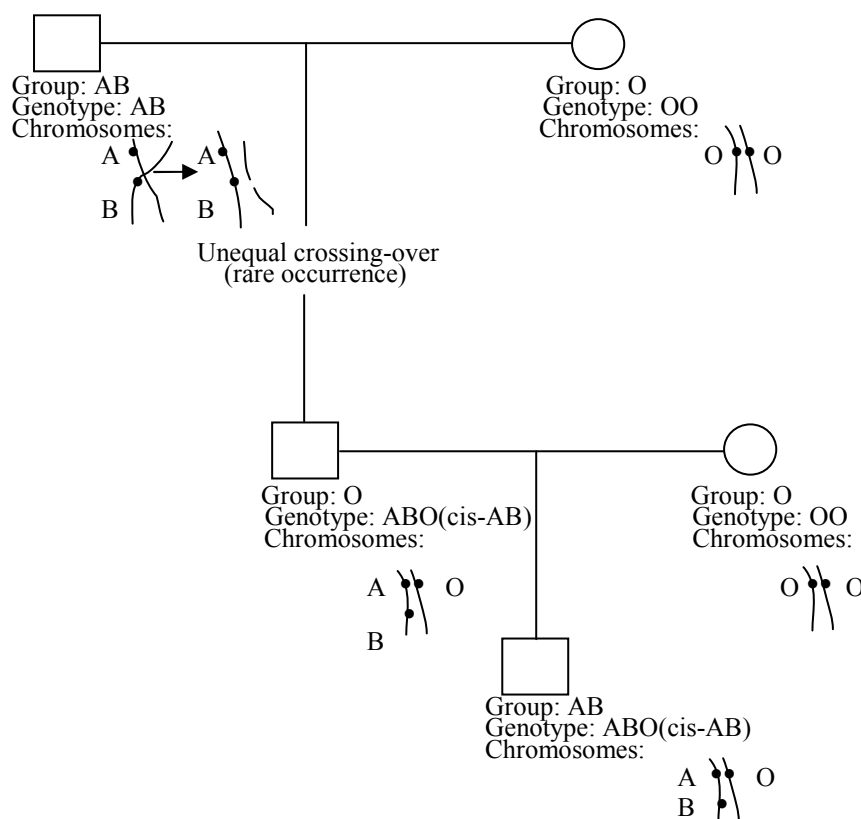 Group: AB
Genotype: AB
Chromosomes:
A
B
A
B
Group: O
Genotype: OO
Chromosomes:
O O
Unequal crossing-over
(rare occurrence)
Group: O
Genotype: ABO(cis-AB)
Chromosomes:
A O
B
Group: O
Genotype: OO
Chromosomes:
O O
Group: AB
Genotype: ABO(cis-AB)
Chromosomes:
A O
B